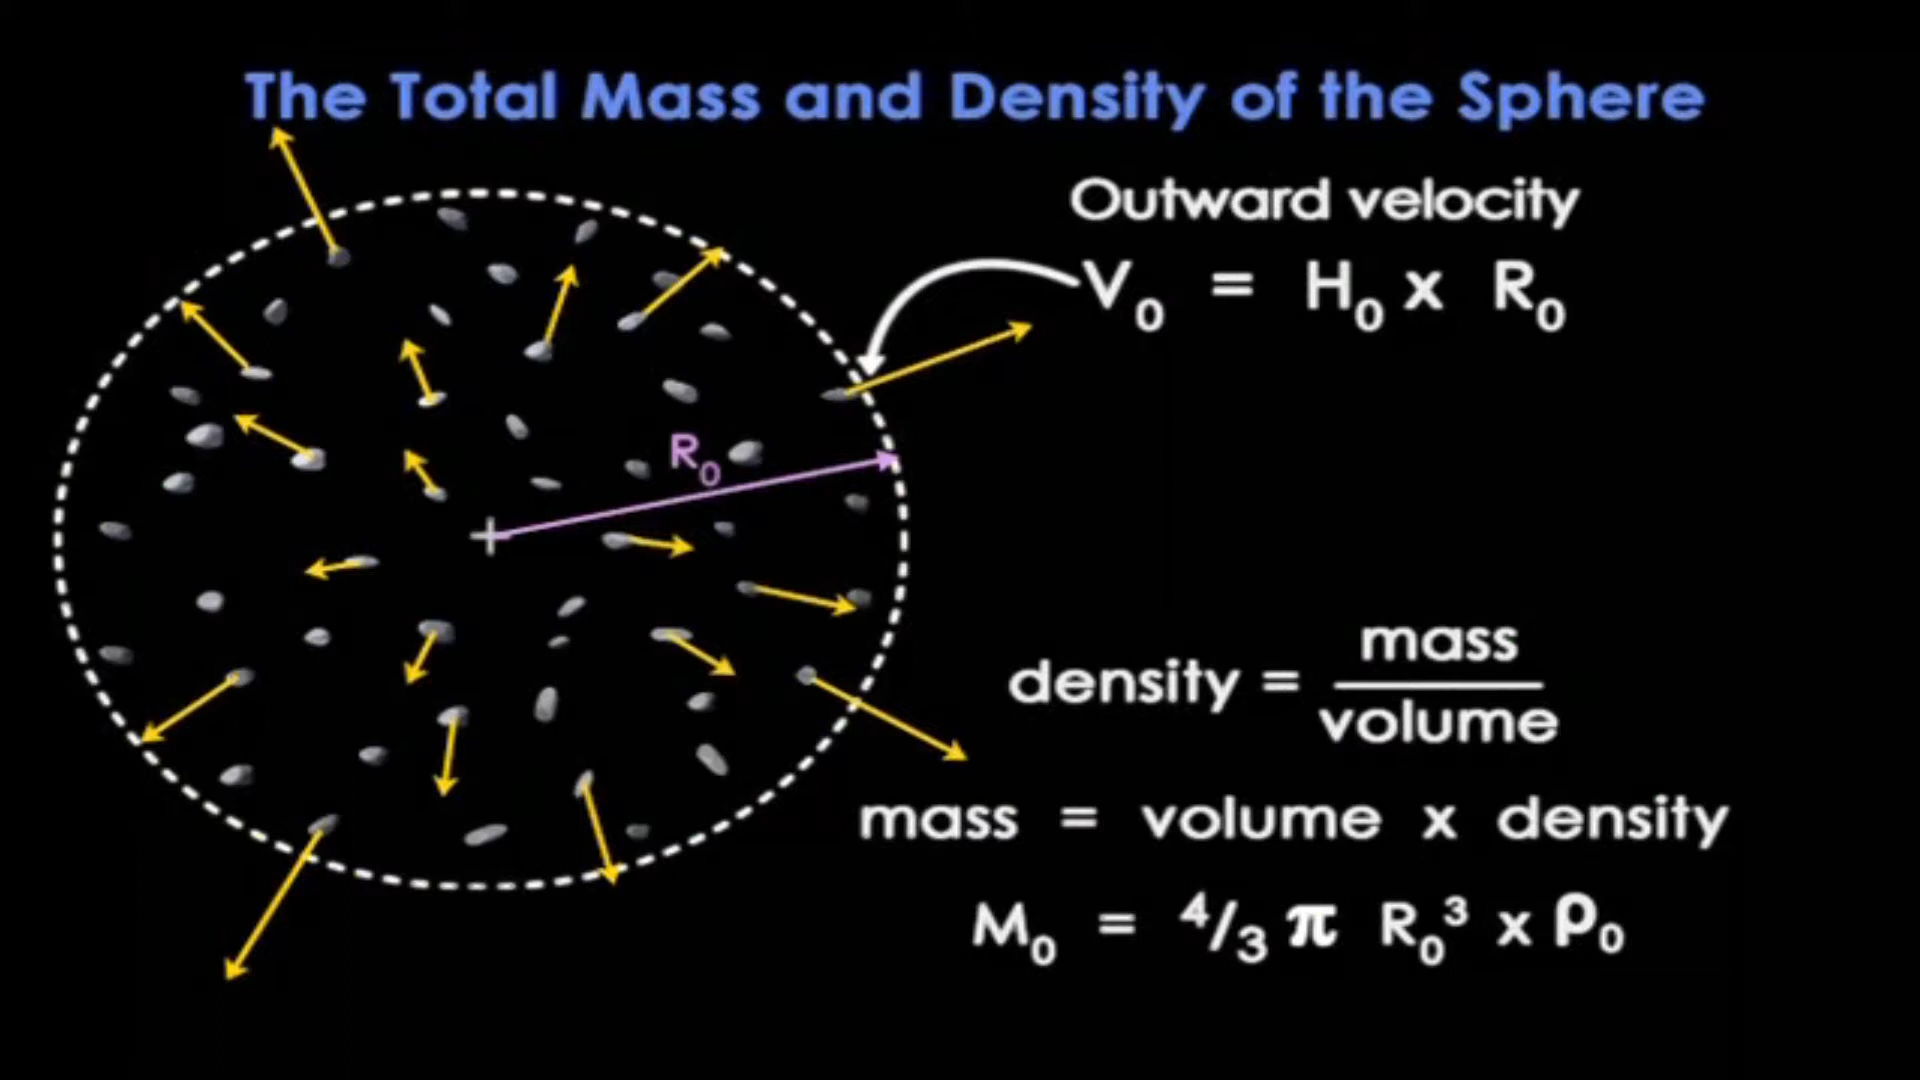 The Total Mass and Density of the Sphere
Outward velocity
V₀ = H₀ x R₀
R₀
density = mass / volume
mass = volume x density
M₀ = 4/3 π R₀³ x ρ₀